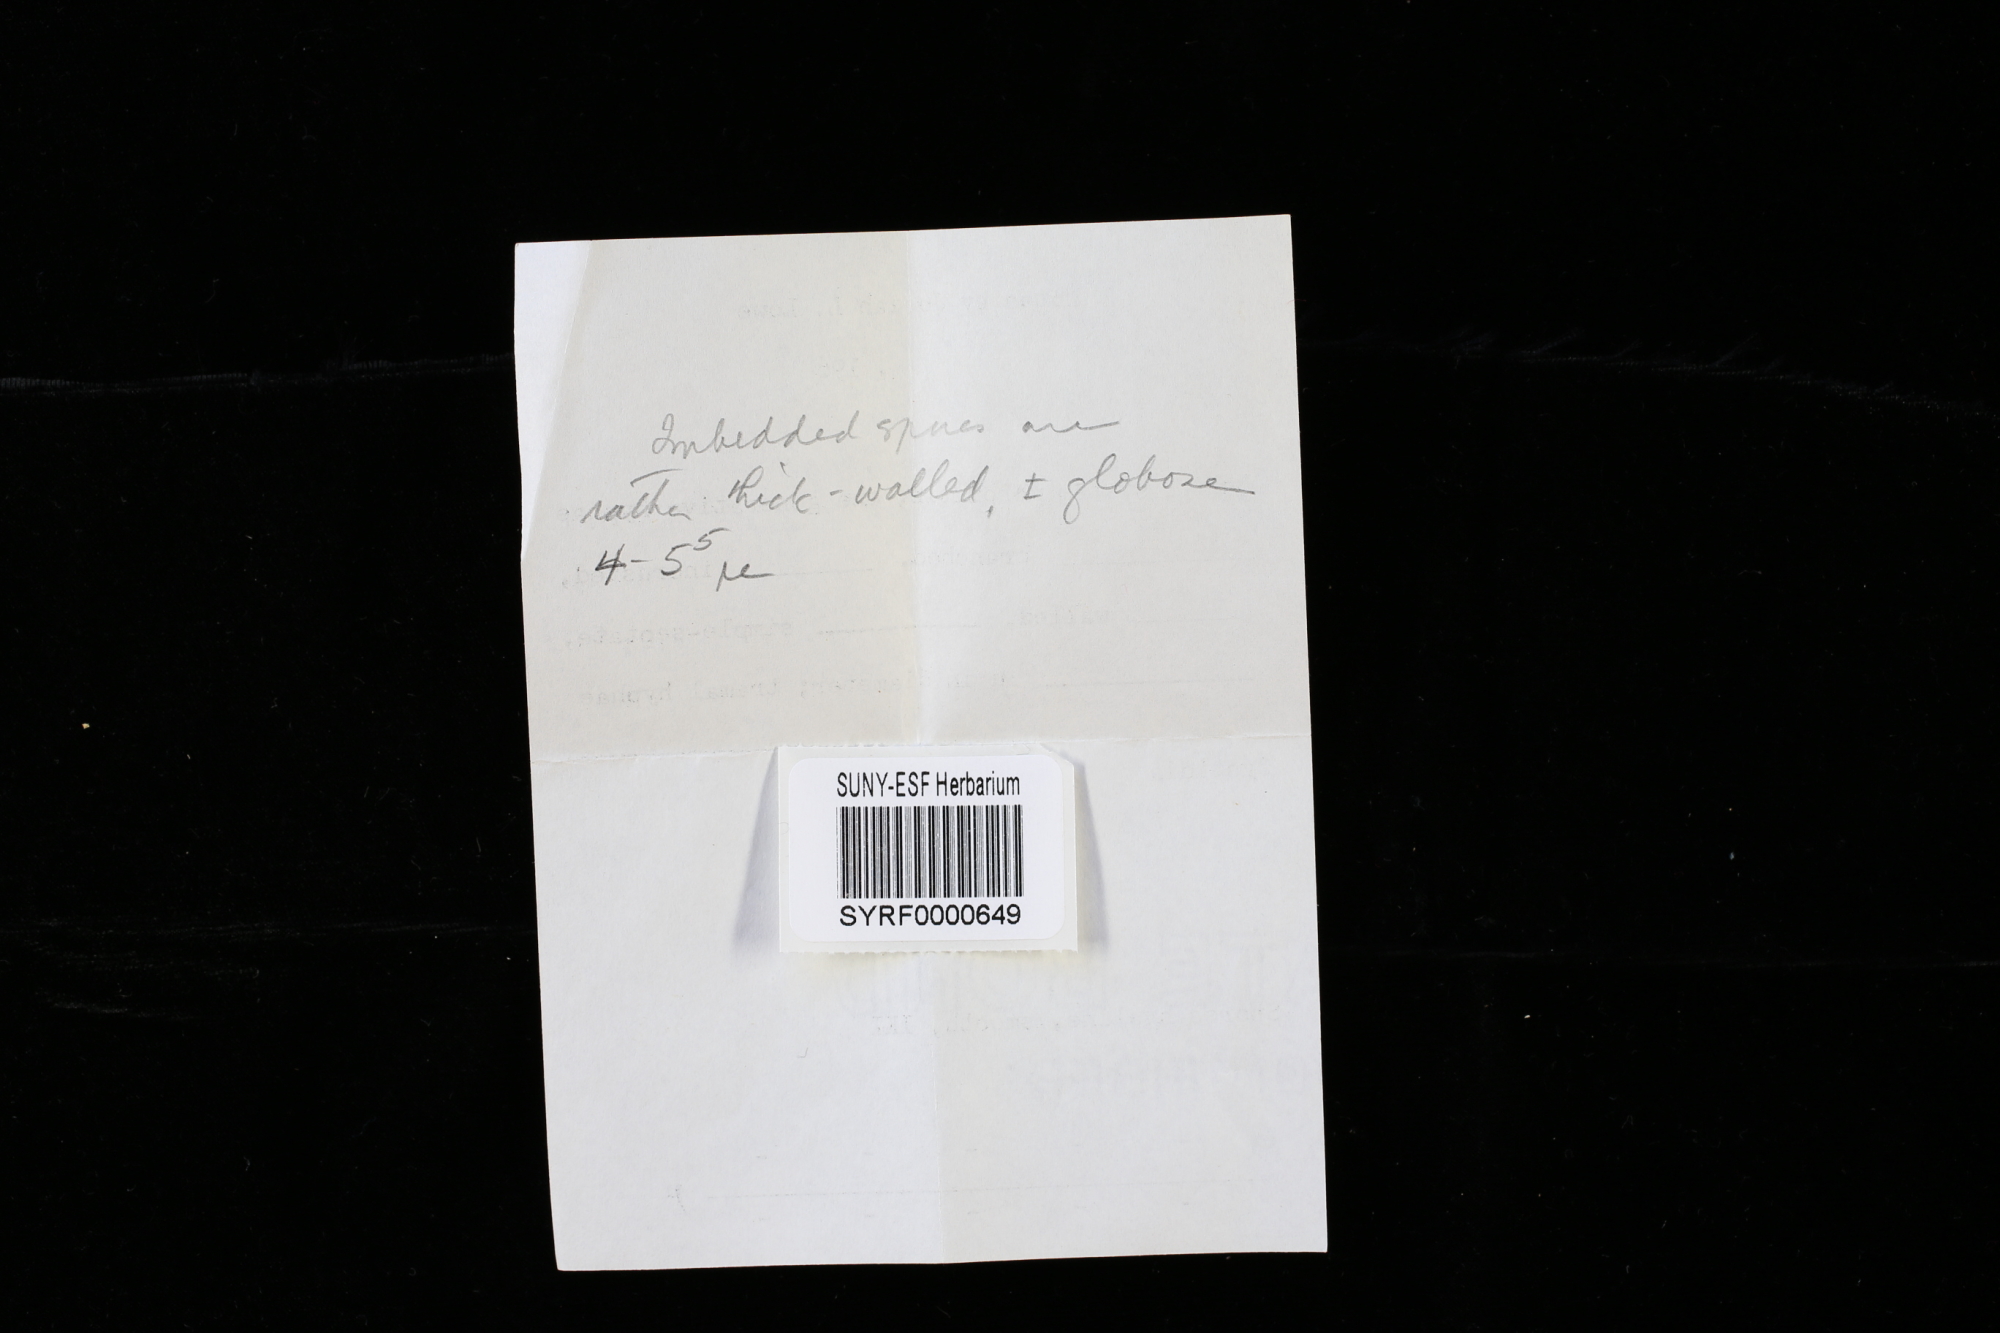 Imbedded spores are
rather thick-walled, ± globose
4-5⁵ μ
SUNY-ESF Herbarium
SYRF0000649